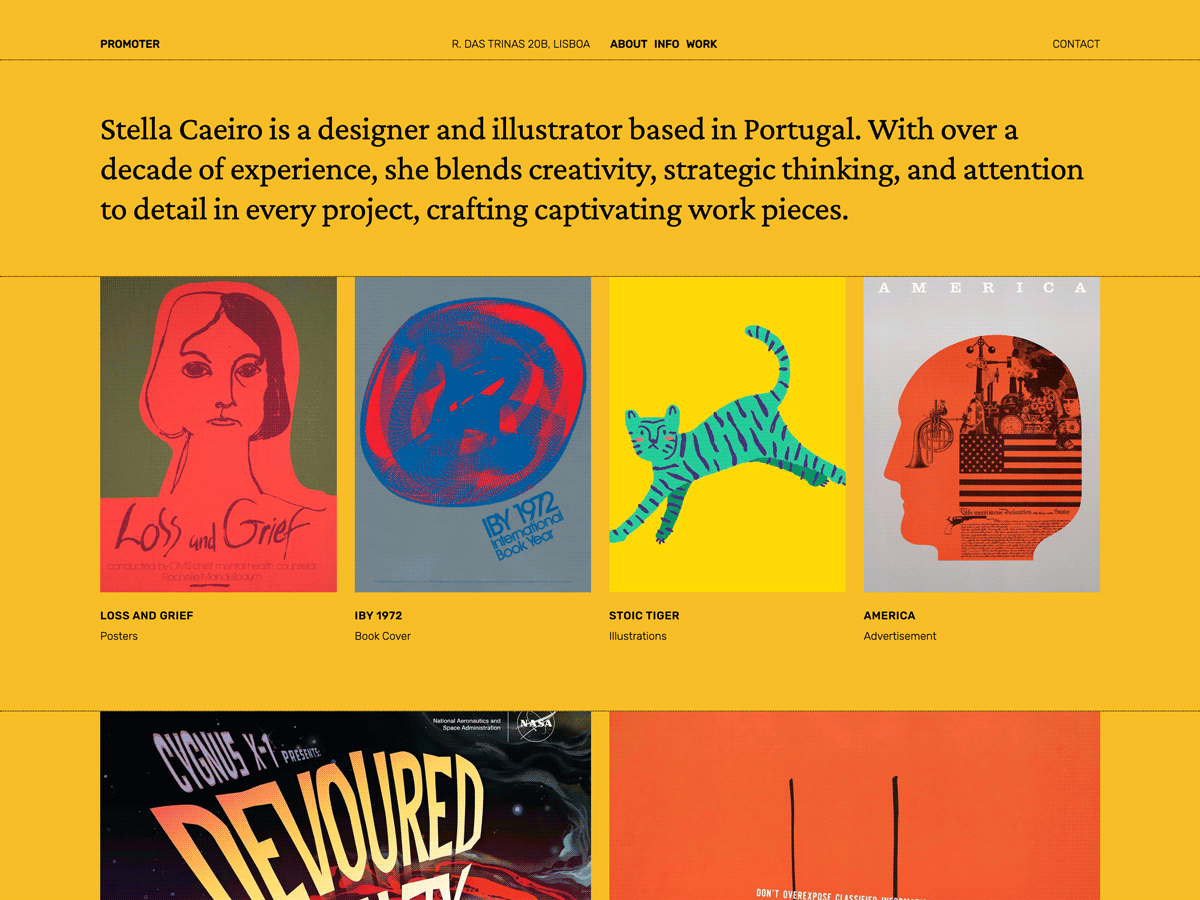 PROMOTER
R. DAS TRINAS 20B, LISBOA
ABOUT INFO WORK
CONTACT
Stella Caeiro is a designer and illustrator based in Portugal. With over a
decade of experience, she blends creativity, strategic thinking, and attention
to detail in every project, crafting captivating work pieces.
Loss and Grief
conducted by CMS chief mental health counselor,
Rochelle Mandelbaum
IBY 1972
International
Book Year
AMERICA
LOSS AND GRIEF
Posters
IBY 1972
Book Cover
STOIC TIGER
Illustrations
AMERICA
Advertisement
National Aeronautics and
Space Administration
NASA
CYGNUS X-1 PRESENTS:
DEVOURED
DON'T OVEREXPOSE CLASSIFIED